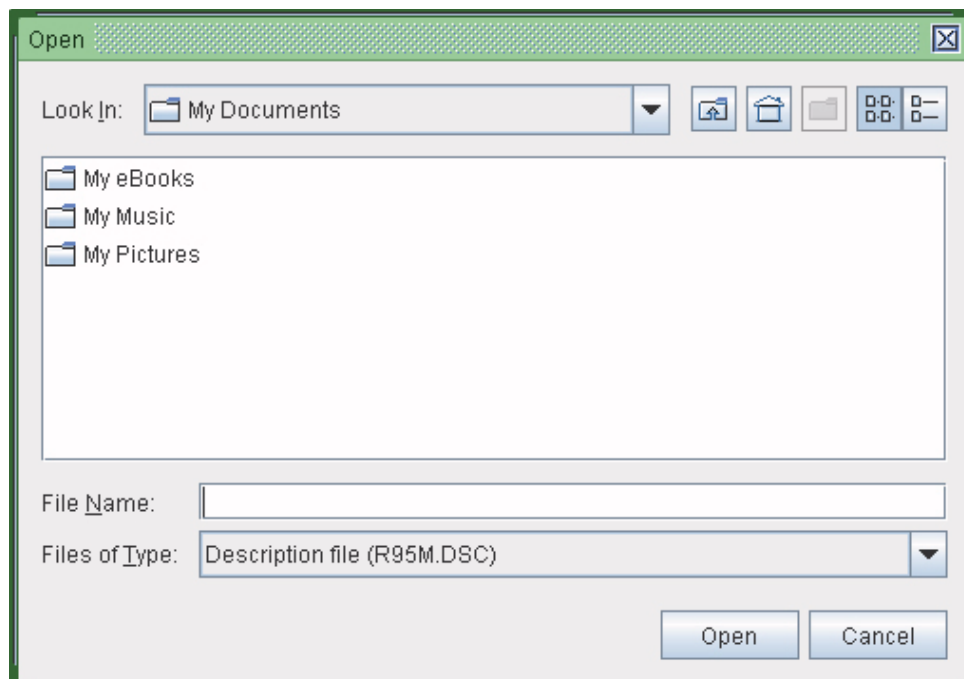 Open
Look In: My Documents
My eBooks
My Music
My Pictures
File Name:
Files of Type: Description file (R95M.DSC)
Open Cancel